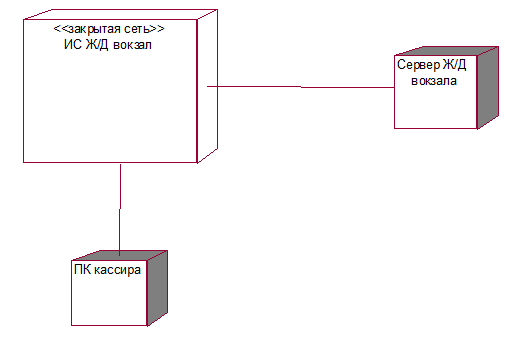 <<закрытая сеть>>
ИС Ж/Д вокзал
Сервер Ж/Д
вокзала
ПК кассира